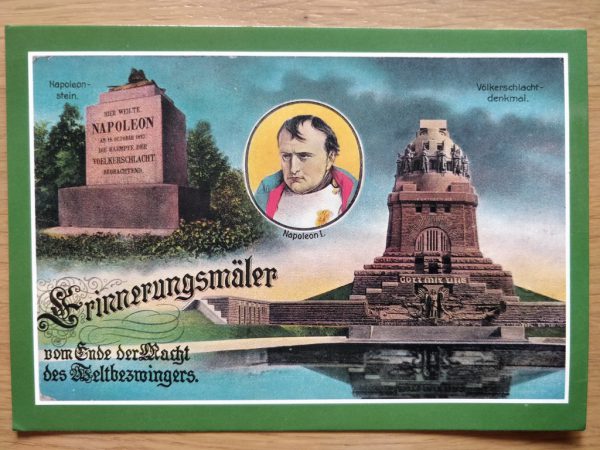 Napoleon-
stein.
HIER WEILTE
NAPOLEON
AM 18. OCTOBER 1813
DIE KAEMPFE DER
VOELKERSCHLACHT
BEOBACHTEND.
Völkerschlacht-
denkmal.
Napoleon I.
GOTT MIT UNS
Erinnerungsmäler
vom Ende der Macht
des Weltbezwingers.